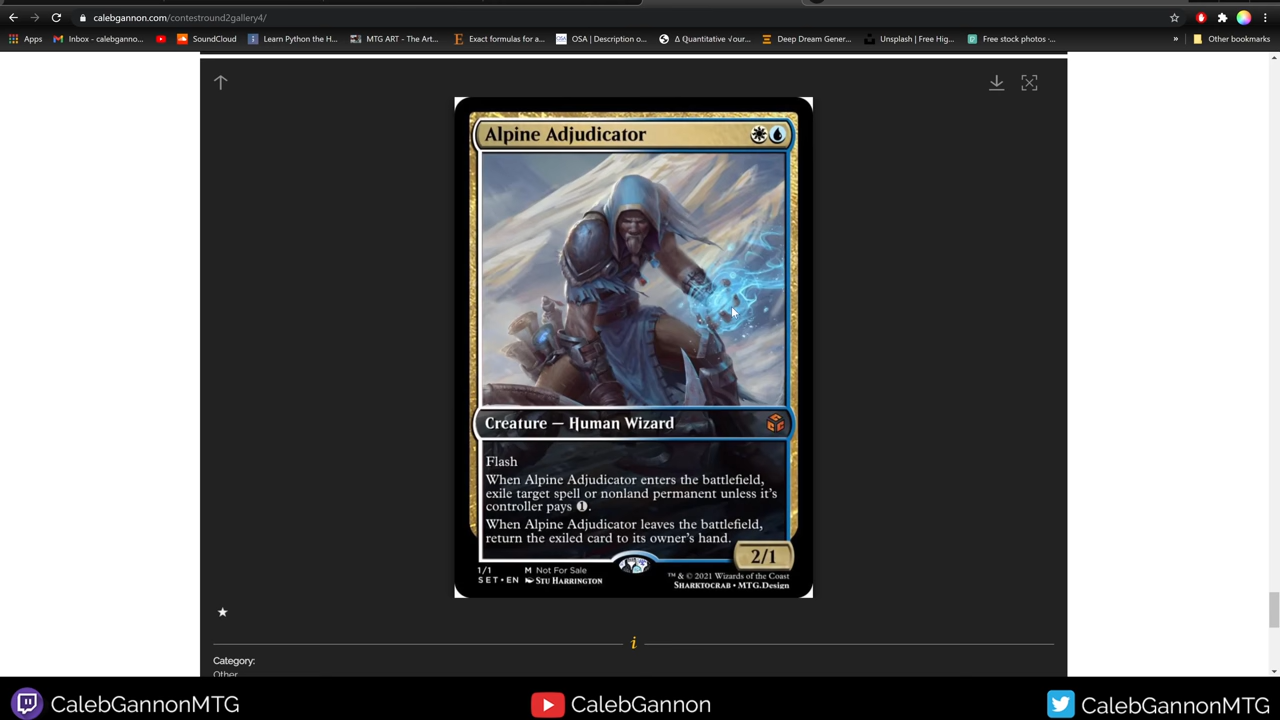 calebgannon.com/contestround2gallery4/
Apps
Inbox - calebganno...
SoundCloud
Learn Python the H...
MTG ART - The Art...
Exact formulas for a...
OSA | Description o...
Δ Quantitative √our...
Deep Dream Gener...
Unsplash | Free Hig...
Free stock photos ·...
»
Other bookmarks
Alpine Adjudicator
Creature — Human Wizard
Flash
When Alpine Adjudicator enters the battlefield,
exile target spell or nonland permanent unless it's
controller pays 1.
When Alpine Adjudicator leaves the battlefield,
return the exiled card to its owner's hand.
2/1
1/1 M Not For Sale
SET • EN Stu Harrington
™ & © 2021 Wizards of the Coast
Sharktocrab • MTG.Design
i
Category:
Other
CalebGannonMTG
CalebGannon
CalebGannonMTG